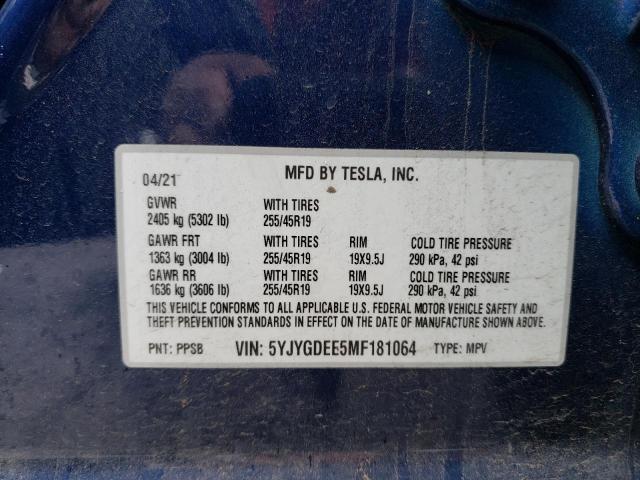 04/21 MFD BY TESLA, INC.
GVWR WITH TIRES
2405 kg (5302 lb) 255/45R19
GAWR FRT WITH TIRES RIM COLD TIRE PRESSURE
1363 kg (3004 lb) 255/45R19 19X9.5J 290 kPa, 42 psi
GAWR RR WITH TIRES RIM COLD TIRE PRESSURE
1636 kg (3606 lb) 255/45R19 19X9.5J 290 kPa, 42 psi
THIS VEHICLE CONFORMS TO ALL APPLICABLE U.S. FEDERAL MOTOR VEHICLE SAFETY AND
THEFT PREVENTION STANDARDS IN EFFECT ON THE DATE OF MANUFACTURE SHOWN ABOVE.
PNT: PPSB VIN: 5YJYGDEE5MF181064 TYPE: MPV